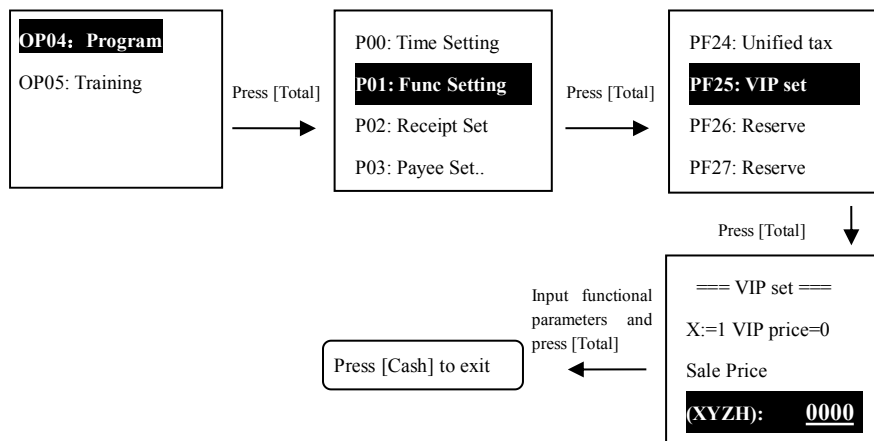 OP04: Program
OP05: Training
Press [Total]
P00: Time Setting
P01: Func Setting
P02: Receipt Set
P03: Payee Set..
Press [Total]
PF24: Unified tax
PF25: VIP set
PF26: Reserve
PF27: Reserve
Press [Total]
=== VIP set ===
X:=1 VIP price=0
Sale Price
(XYZH): 0000
Input functional
parameters and
press [Total]
Press [Cash] to exit